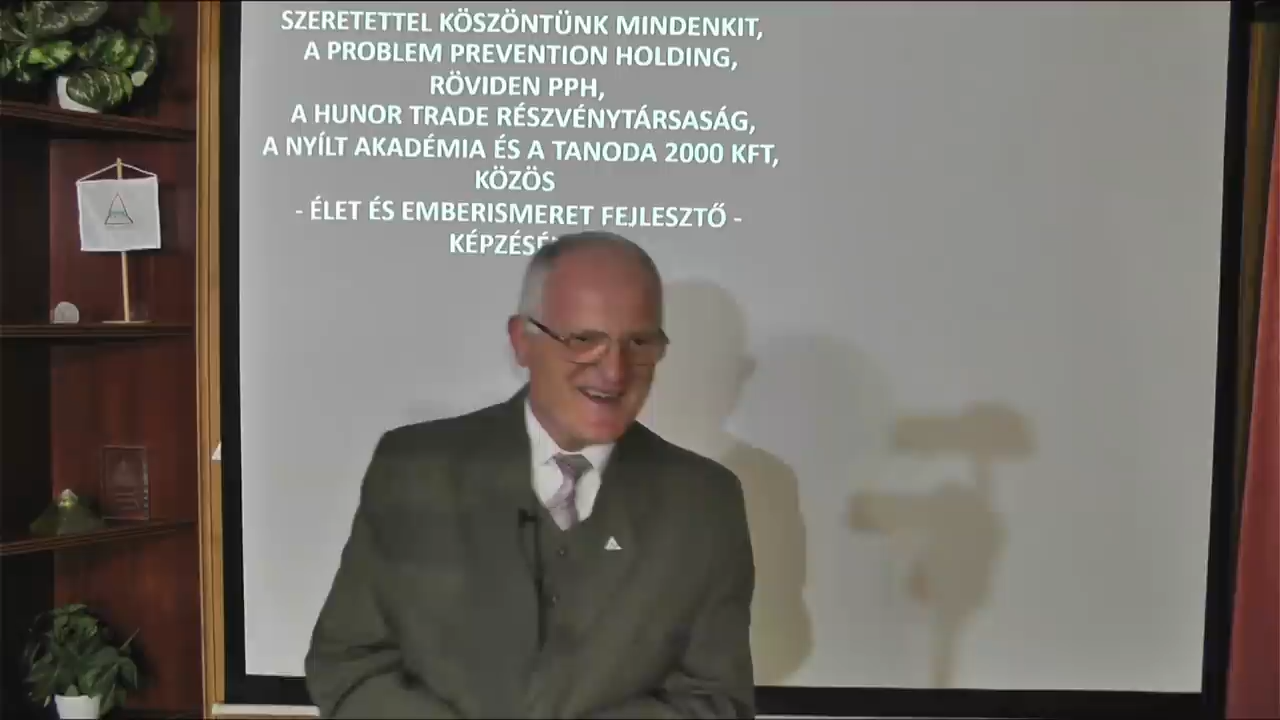 SZERETETTEL KÖSZÖNTÜNK MINDENKIT,
A PROBLEM PREVENTION HOLDING,
RÖVIDEN PPH,
A HUNOR TRADE RÉSZVÉNYTÁRSASÁG,
A NYÍLT AKADÉMIA ÉS A TANODA 2000 KFT,
KÖZÖS
- ÉLET ÉS EMBERISMERET FEJLESZTŐ -